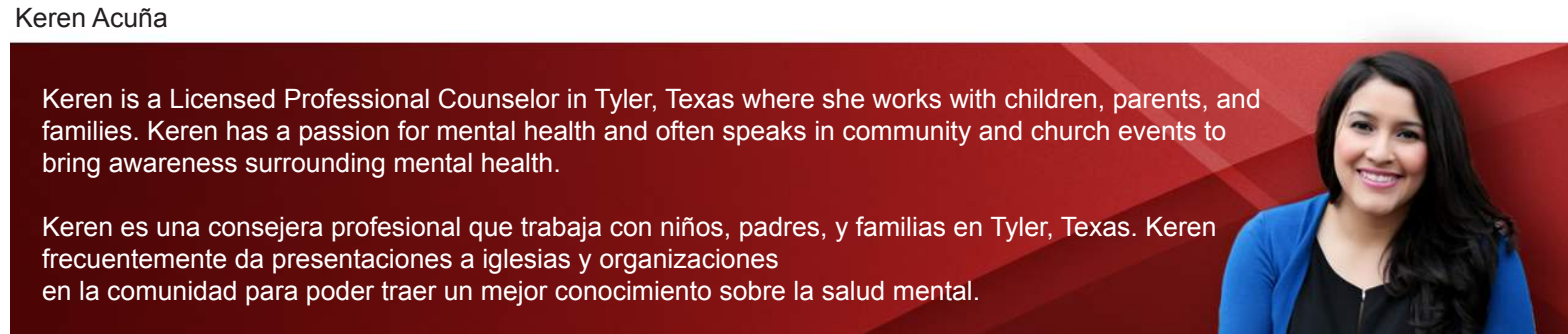 Keren Acuña
Keren is a Licensed Professional Counselor in Tyler, Texas where she works with children, parents, and
families. Keren has a passion for mental health and often speaks in community and church events to
bring awareness surrounding mental health.
Keren es una consejera profesional que trabaja con niños, padres, y familias en Tyler, Texas. Keren
frecuentemente da presentaciones a iglesias y organizaciones
en la comunidad para poder traer un mejor conocimiento sobre la salud mental.